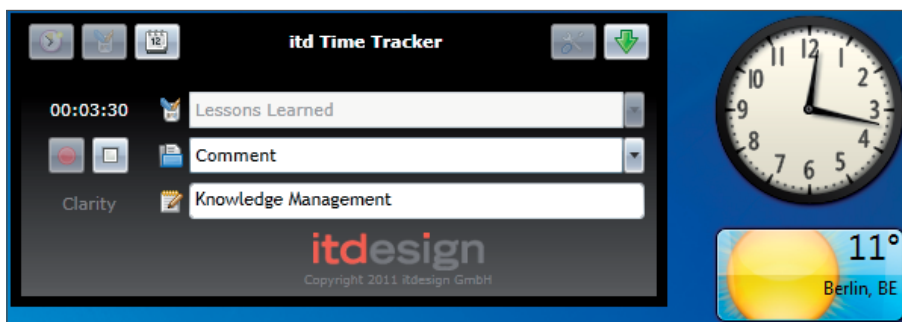 12
itd Time Tracker
00:03:30
Lessons Learned
Comment
Clarity
Knowledge Management
itdesign
Copyright 2011 itdesign GmbH
12
1
2
3
4
5
6
7
8
9
10
11
11°
Berlin, BE